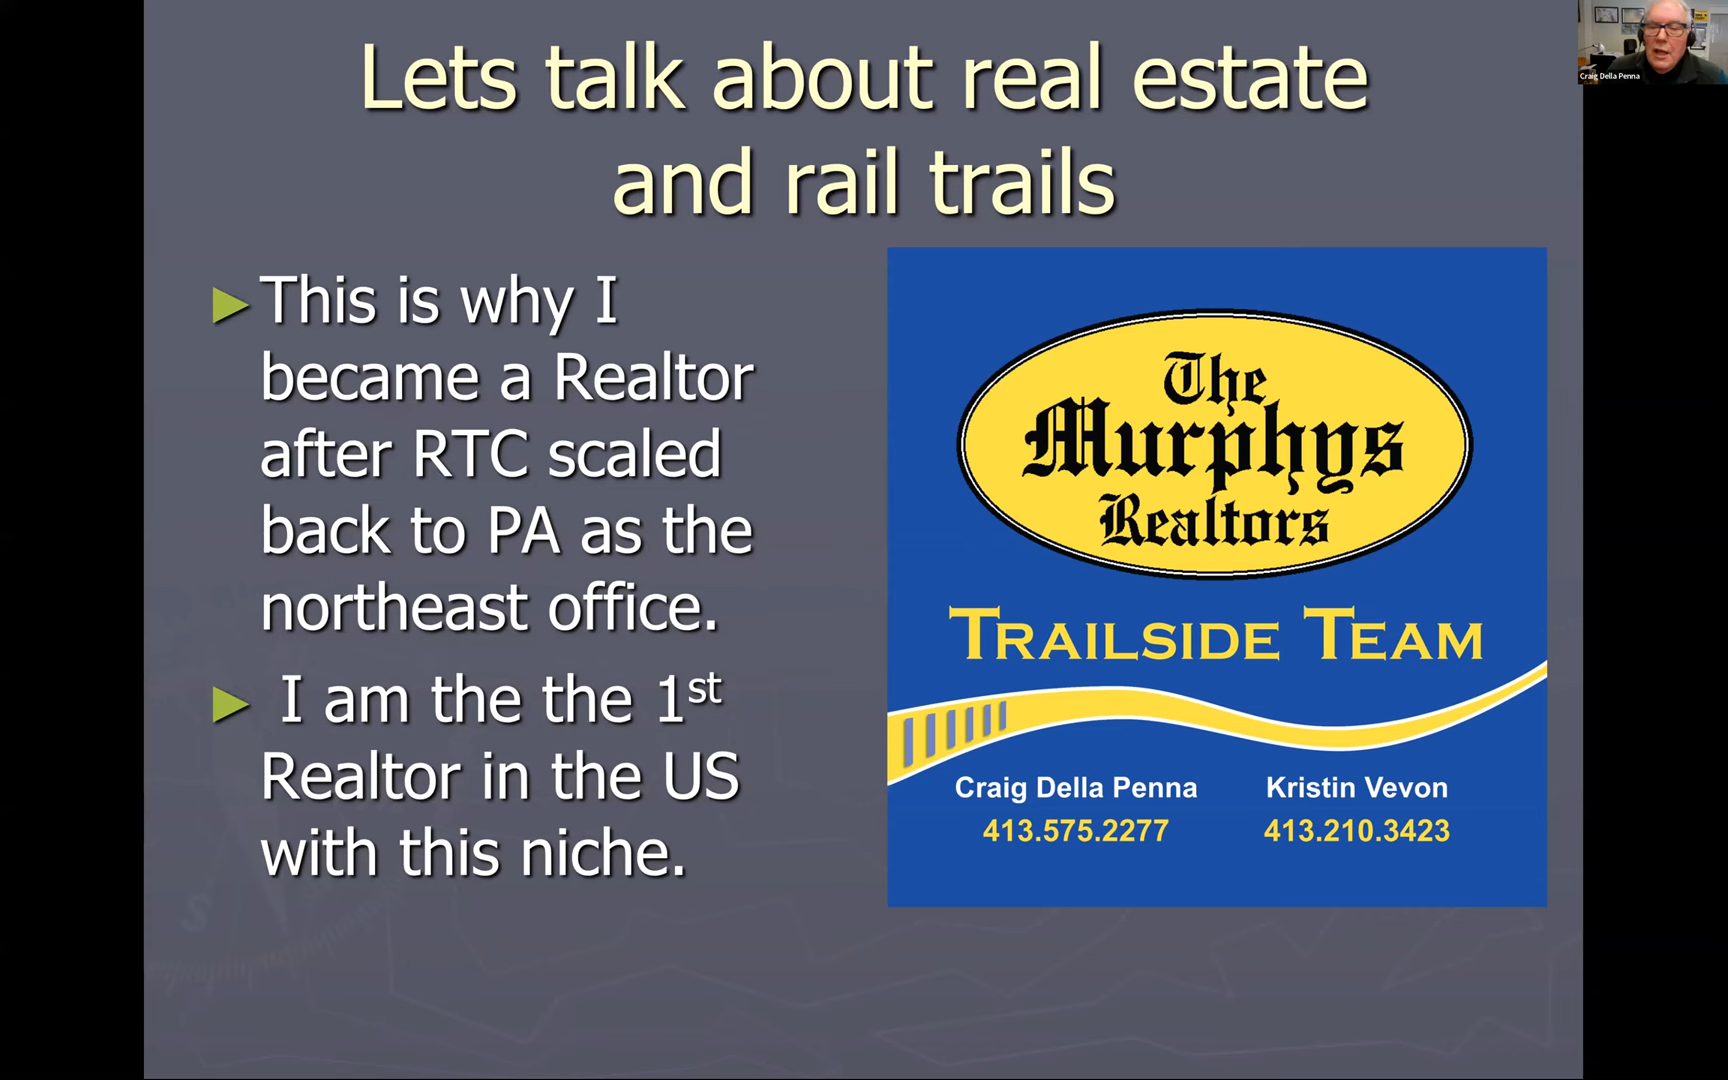 Lets talk about real estate
and rail trails
This is why I
became a Realtor
after RTC scaled
back to PA as the
northeast office.
I am the the 1st
Realtor in the US
with this niche.
The
Murphys
Realtors
TRAILSIDE TEAM
Craig Della Penna
413.575.2277
Kristin Vevon
413.210.3423
Craig Della Penna